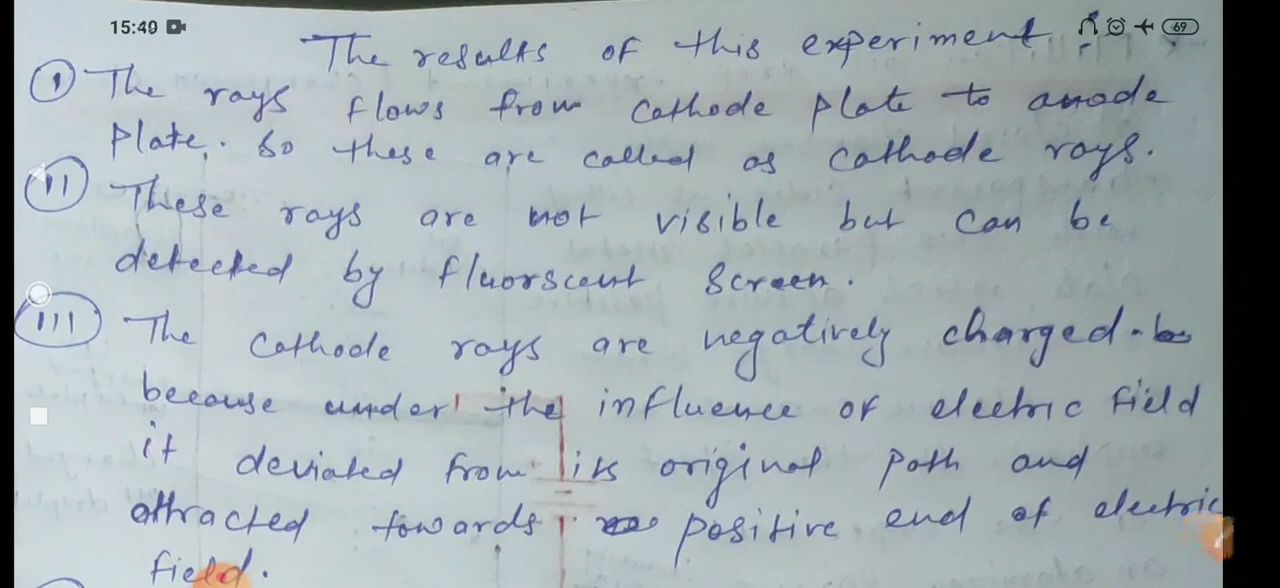 15:49
69
The results of this experiment :
(I) The rays flows from cathode plate to anode
plate. So these are called as cathode rays.
(II) These rays are not visible but can be
detected by fluorscent screen.
(III) The cathode rays are negatively charged.
because under the influence of electric field
it deviated from its original path and
attracted towards positive end of electric
field.